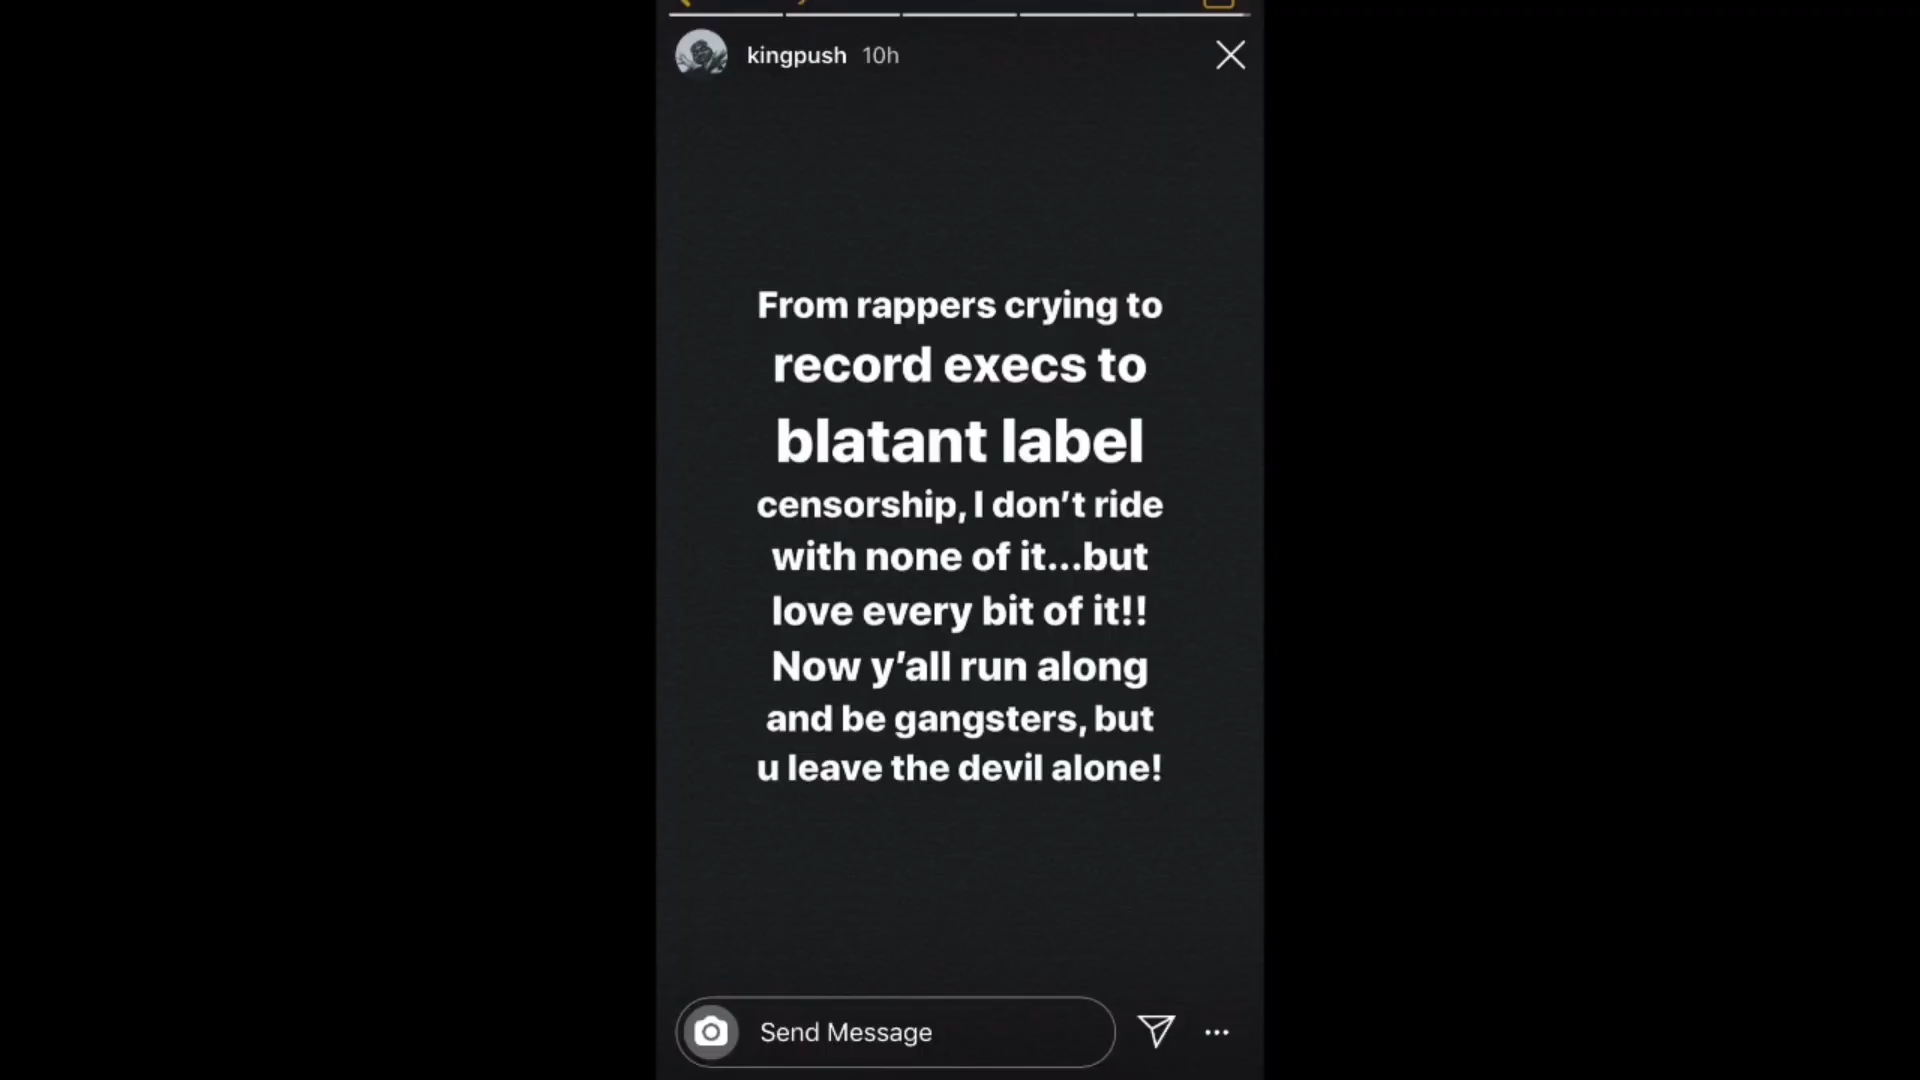 kingpush 10h
From rappers crying to
record execs to
blatant label
censorship, I don’t ride
with none of it...but
love every bit of it!!
Now y’all run along
and be gangsters, but
u leave the devil alone!
Send Message